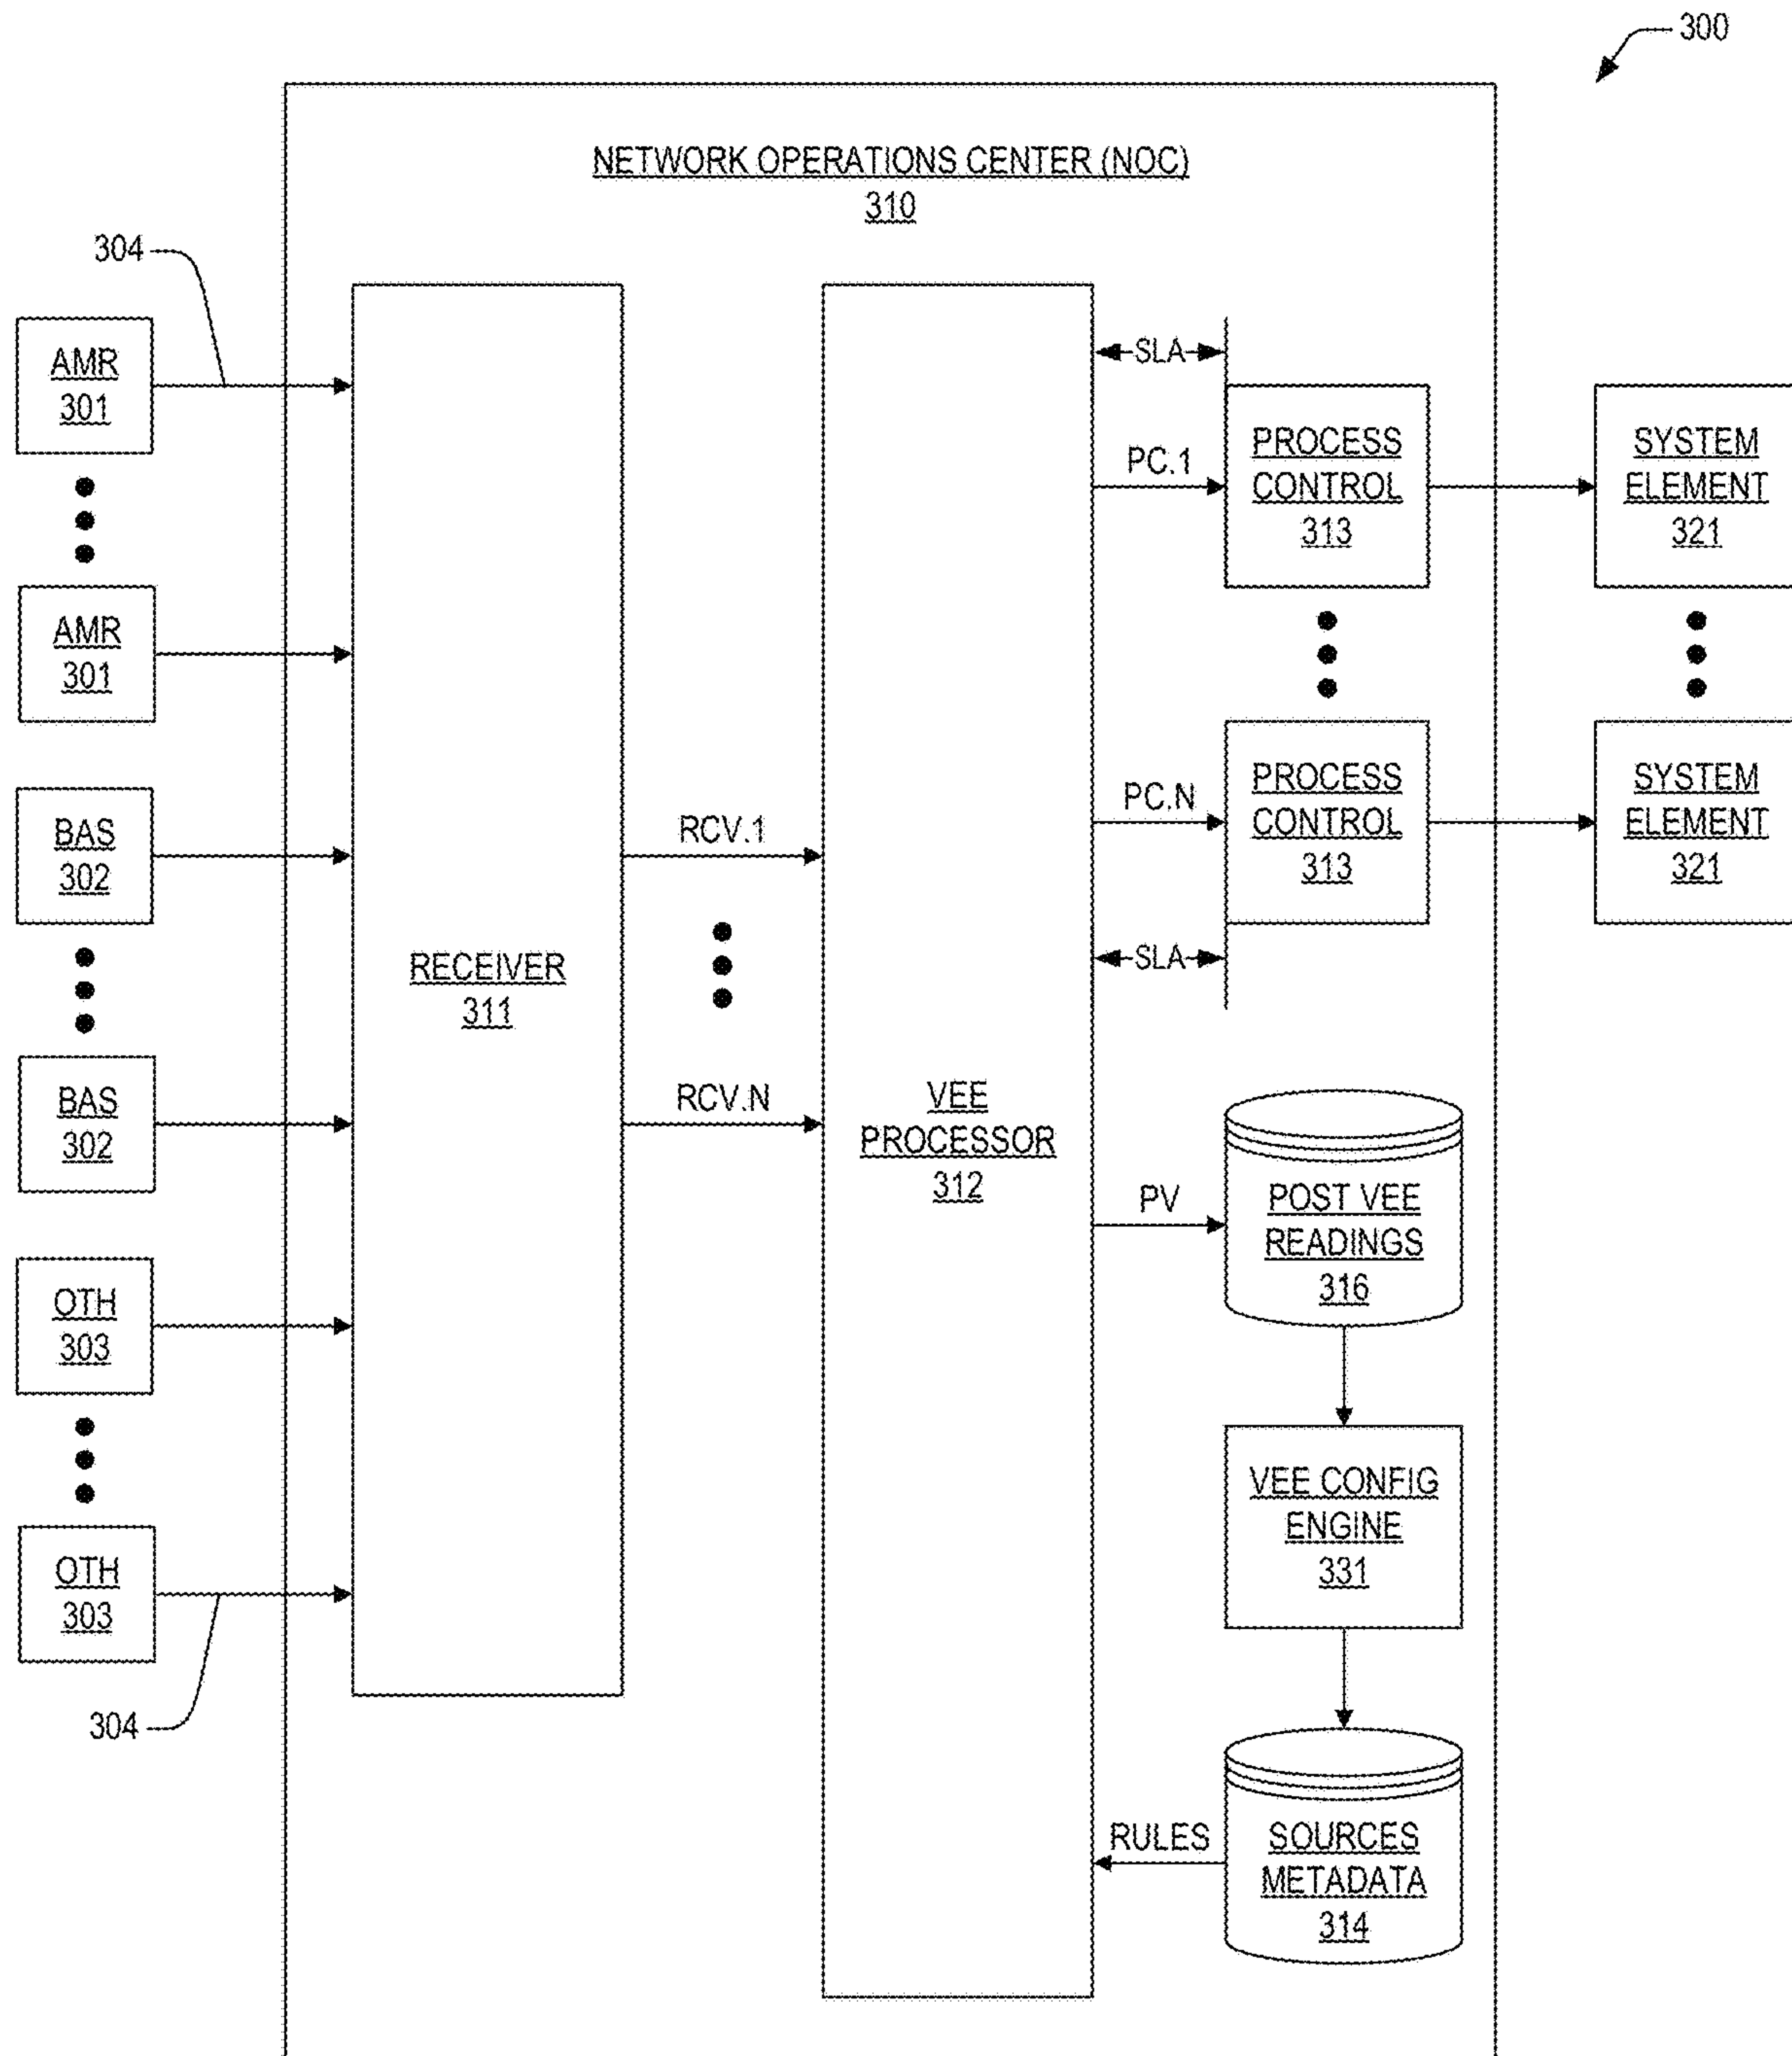 300
NETWORK OPERATIONS CENTER (NOC)
310
304
AMR
301
AMR
301
BAS
302
BAS
302
OTH
303
OTH
303
304
RECEIVER
311
RCV.1
RCV.N
VEE
PROCESSOR
312
SLA
PC.1
PROCESS
CONTROL
313
SYSTEM
ELEMENT
321
PC.N
PROCESS
CONTROL
313
SYSTEM
ELEMENT
321
SLA
PV
POST VEE
READINGS
316
VEE CONFIG
ENGINE
331
RULES
SOURCES
METADATA
314